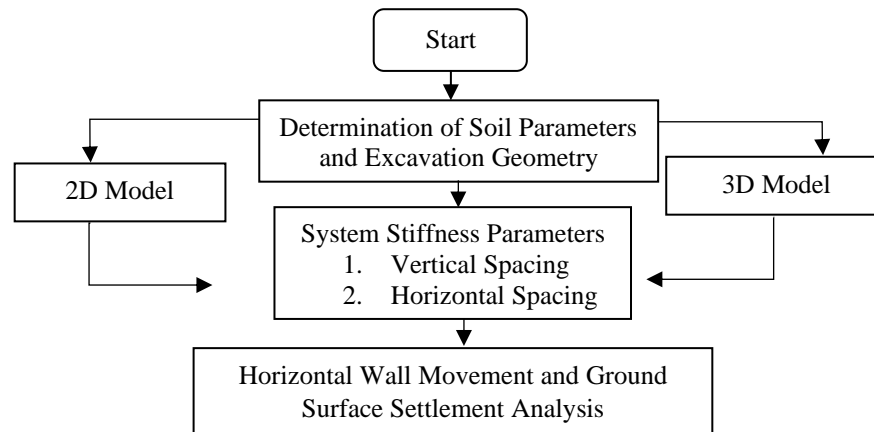 Start
Determination of Soil Parameters
and Excavation Geometry
2D Model
3D Model
System Stiffness Parameters
1. Vertical Spacing
2. Horizontal Spacing
Horizontal Wall Movement and Ground
Surface Settlement Analysis